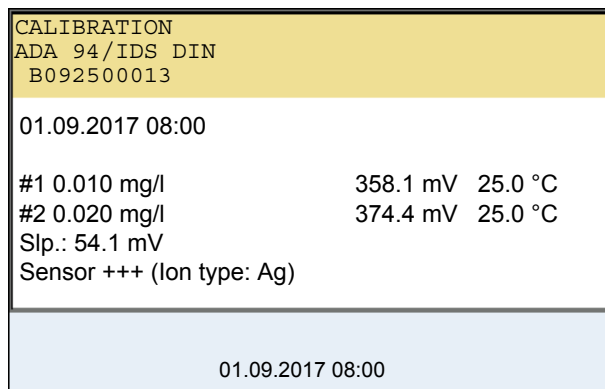 CALIBRATION
ADA 94/IDS DIN
B092500013
01.09.2017 08:00
#1 0.010 mg/l 358.1 mV 25.0 °C
#2 0.020 mg/l 374.4 mV 25.0 °C
Slp.: 54.1 mV
Sensor +++ (Ion type: Ag)
01.09.2017 08:00